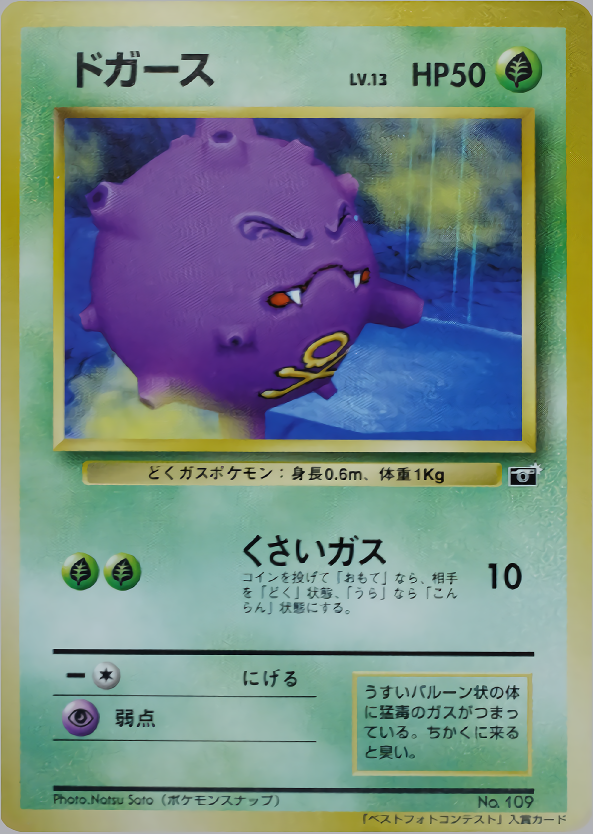 ドガース LV.13 HP50
どくガスポケモン：身長0.6m、体重1Kg
くさいガス 10
コインを投げて「おもて」なら、相手
を「どく」状態、「うら」なら「こん
らん」状態にする。
ー にげる
弱点
うすいバルーン状の体
に猛毒のガスがつまっ
ている。ちかくに来る
と臭い。
Photo.Natsu Sato（ポケモンスナップ） No. 109
「ベストフォトコンテスト」入賞カード